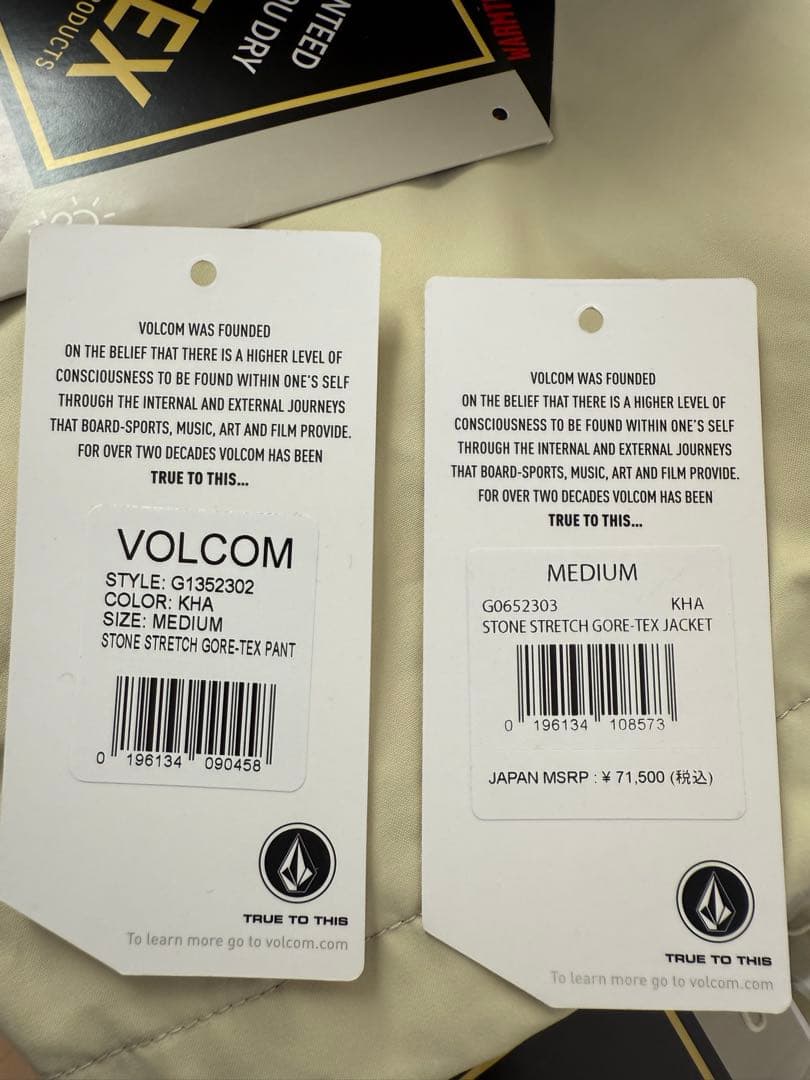 TEX
PRODUCTS
ANTEED
YOU DRY
WARMT
VOLCOM WAS FOUNDED
ON THE BELIEF THAT THERE IS A HIGHER LEVEL OF
CONSCIOUSNESS TO BE FOUND WITHIN ONE'S SELF
THROUGH THE INTERNAL AND EXTERNAL JOURNEYS
THAT BOARD-SPORTS, MUSIC, ART AND FILM PROVIDE.
FOR OVER TWO DECADES VOLCOM HAS BEEN
TRUE TO THIS...
VOLCOM
STYLE: G1352302
COLOR: KHA
SIZE: MEDIUM
STONE STRETCH GORE-TEX PANT
0 196134 090458
TRUE TO THIS
To learn more go to volcom.com
VOLCOM WAS FOUNDED
ON THE BELIEF THAT THERE IS A HIGHER LEVEL OF
CONSCIOUSNESS TO BE FOUND WITHIN ONE'S SELF
THROUGH THE INTERNAL AND EXTERNAL JOURNEYS
THAT BOARD-SPORTS, MUSIC, ART AND FILM PROVIDE.
FOR OVER TWO DECADES VOLCOM HAS BEEN
TRUE TO THIS...
MEDIUM
G0652303 KHA
STONE STRETCH GORE-TEX JACKET
0 196134 108573
JAPAN MSRP : ¥ 71,500 (税込)
TRUE TO THIS
To learn more go to volcom.com